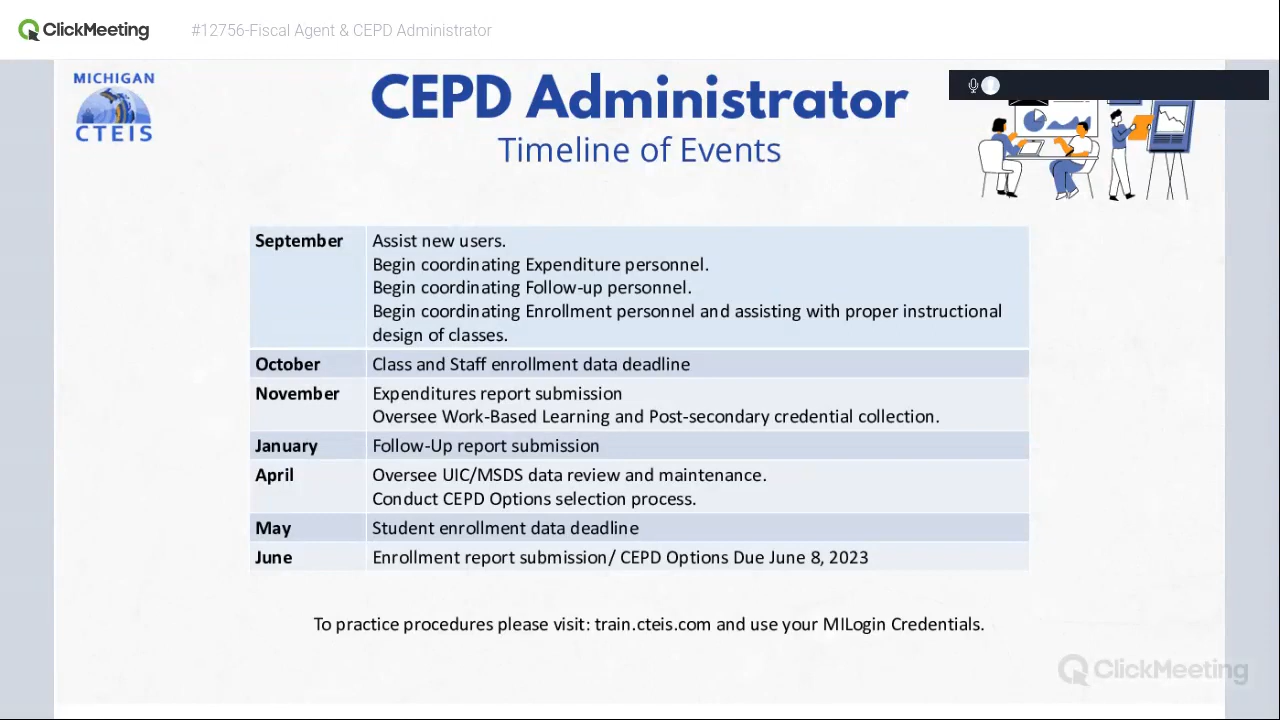 ClickMeeting
#12756-Fiscal Agent & CEPD Administrator
MICHIGAN
CTEIS
CEPD Administrator
Timeline of Events
September
Assist new users.
Begin coordinating Expenditure personnel.
Begin coordinating Follow-up personnel.
Begin coordinating Enrollment personnel and assisting with proper instructional
design of classes.
October
Class and Staff enrollment data deadline
November
Expenditures report submission
Oversee Work-Based Learning and Post-secondary credential collection.
January
Follow-Up report submission
April
Oversee UIC/MSDS data review and maintenance.
Conduct CEPD Options selection process.
May
Student enrollment data deadline
June
Enrollment report submission/ CEPD Options Due June 8, 2023
To practice procedures please visit: train.cteis.com and use your MILogin Credentials.
ClickMeeting